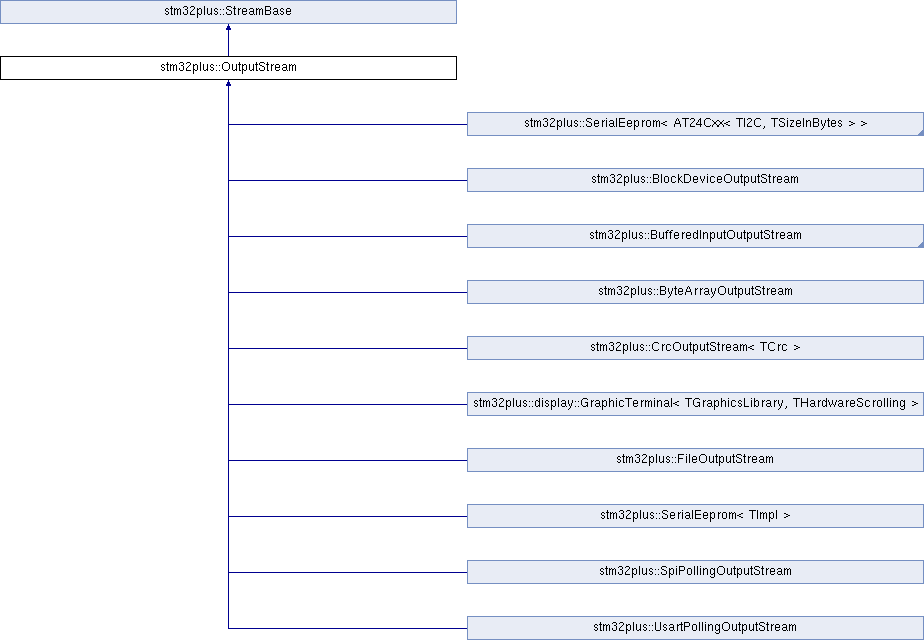 stm32plus::StreamBase
stm32plus::OutputStream
stm32plus::SerialEeprom< AT24Cxx< TI2C, TSizeInBytes > >
stm32plus::BlockDeviceOutputStream
stm32plus::BufferedInputOutputStream
stm32plus::ByteArrayOutputStream
stm32plus::CrcOutputStream< TCrc >
stm32plus::display::GraphicTerminal< TGraphicsLibrary, THardwareScrolling >
stm32plus::FileOutputStream
stm32plus::SerialEeprom< TImpl >
stm32plus::SpiPollingOutputStream
stm32plus::UsartPollingOutputStream